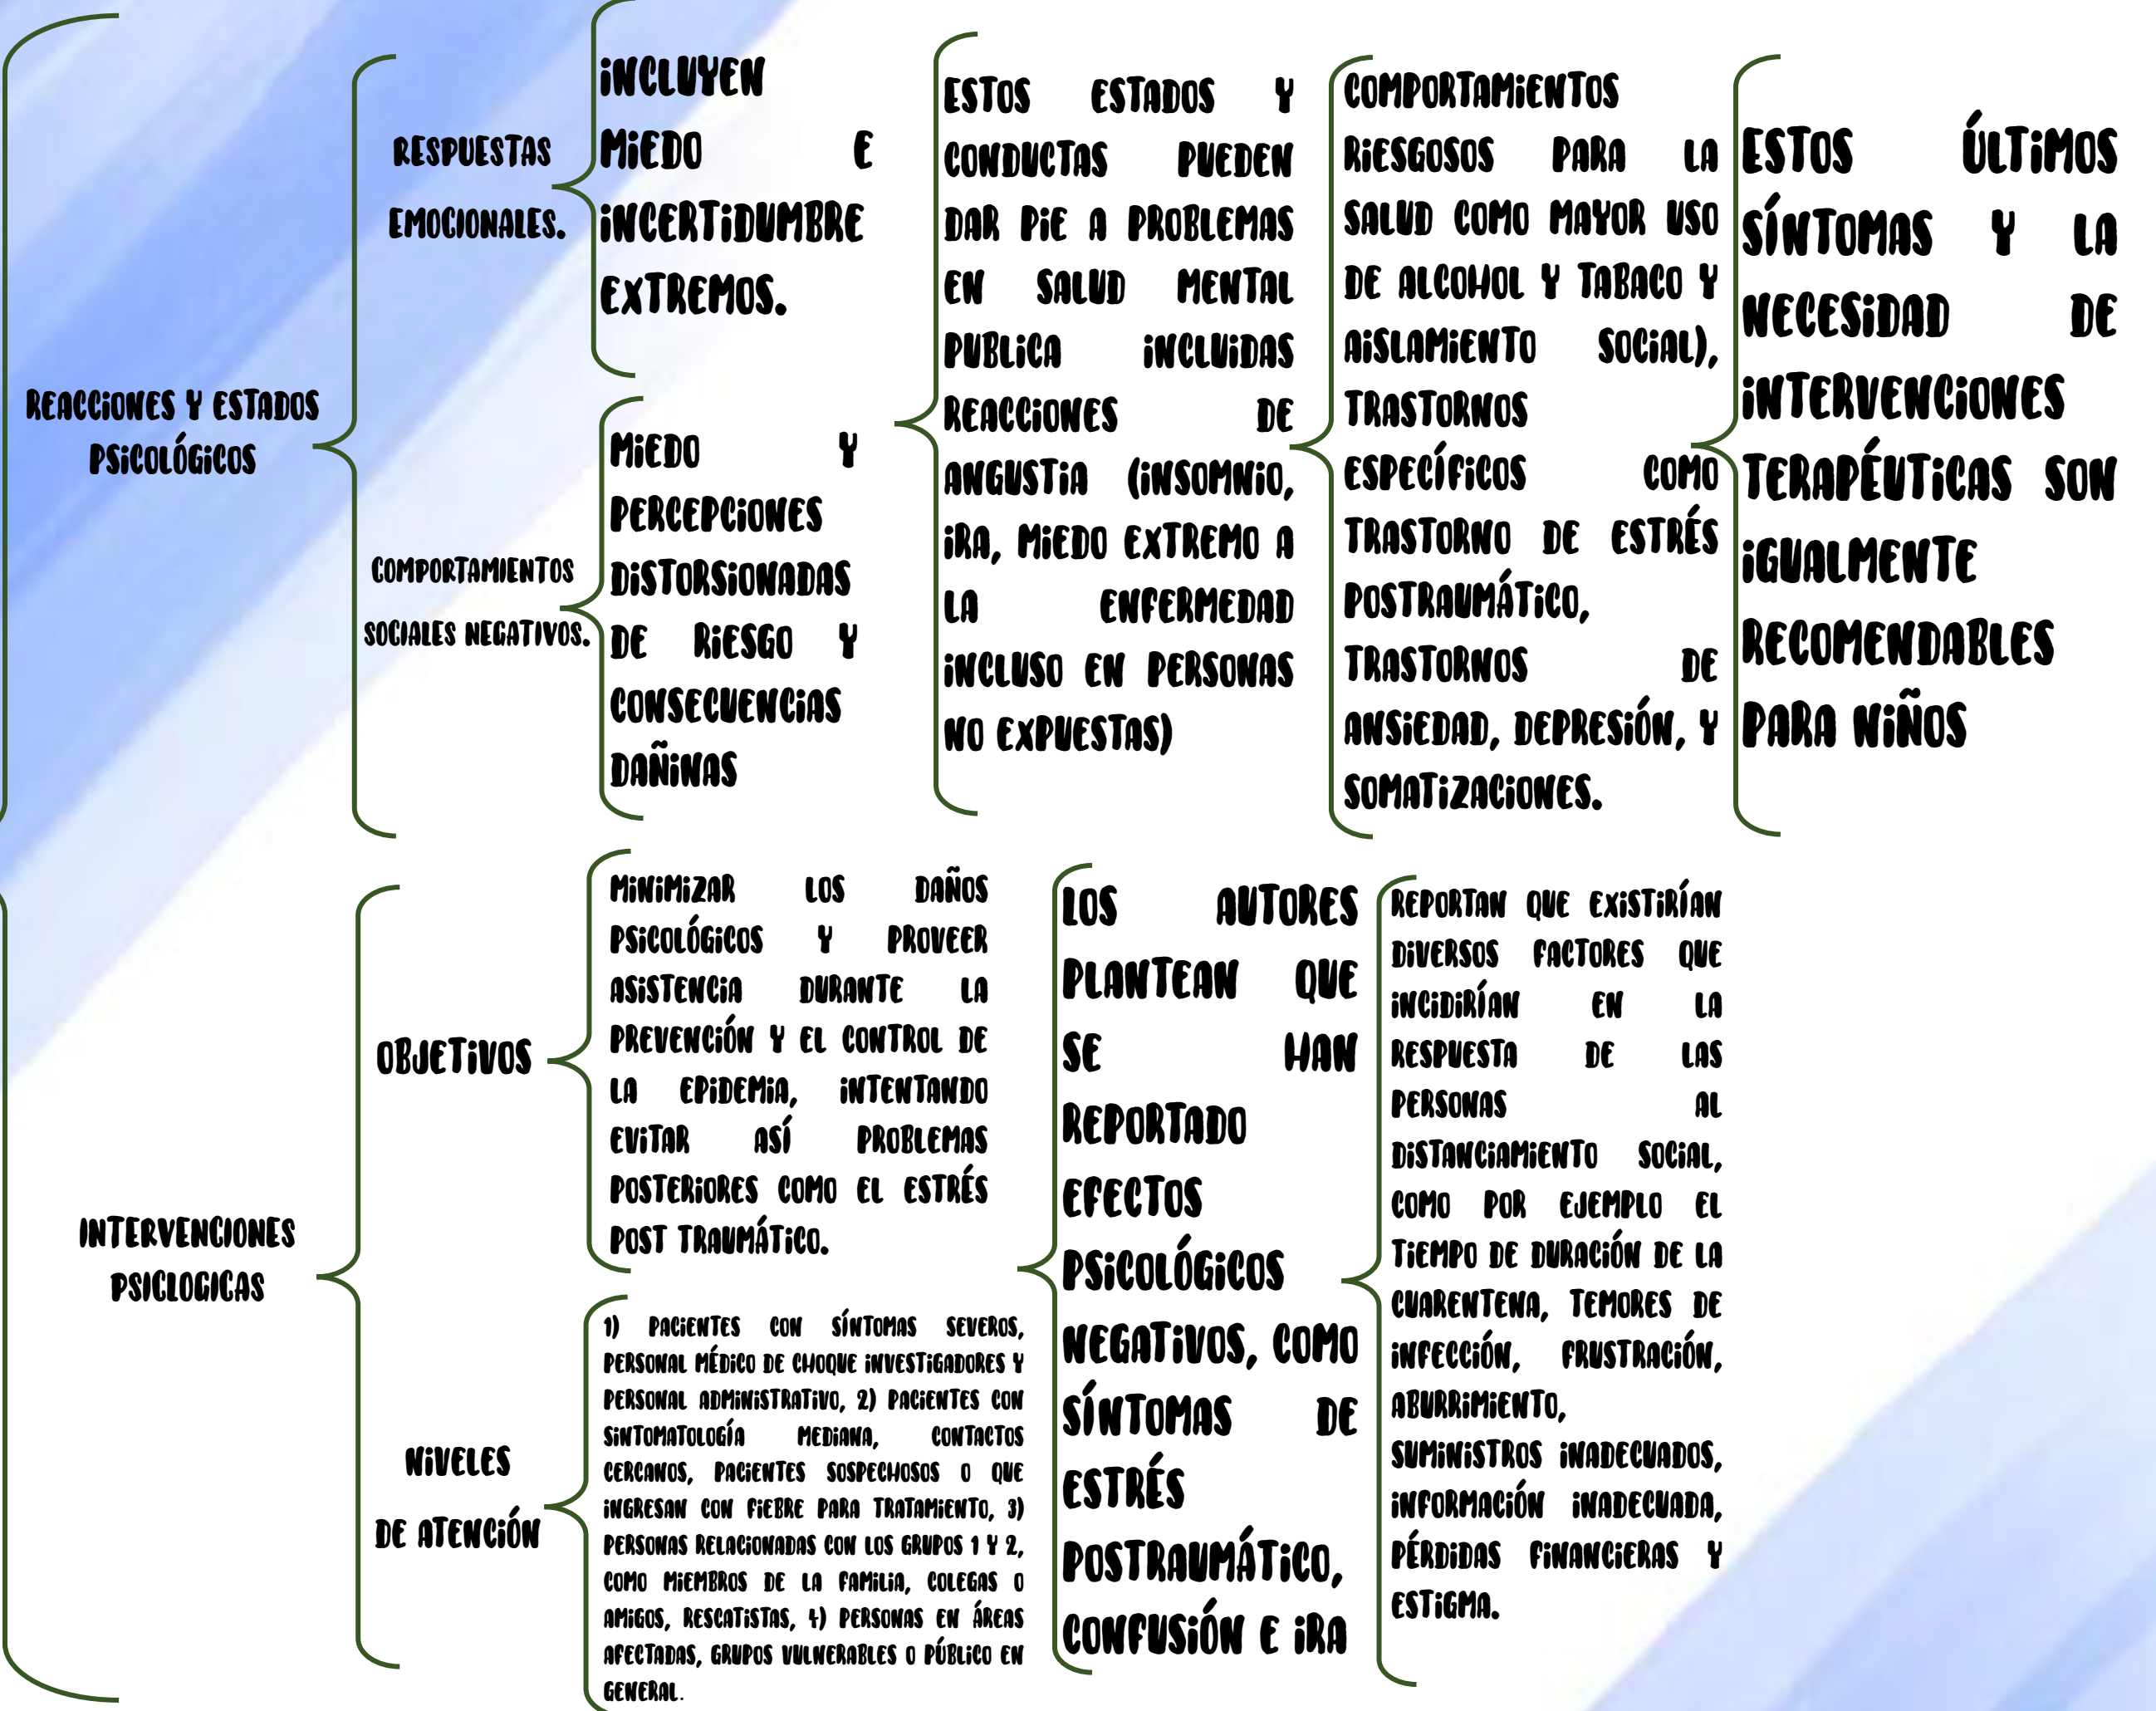 REACCIONES Y ESTADOS
PSICOLÓGICOS
RESPUESTAS
EMOCIONALES.
INCLUYEN
MIEDO E
INCERTIDUMBRE
EXTREMOS.
COMPORTAMIENTOS
SOCIALES NEGATIVOS.
MIEDO Y
PERCEPCIONES
DISTORSIONADAS
DE RIESGO Y
CONSECUENCIAS
DAÑINAS
ESTOS ESTADOS Y
CONDUCTAS PUEDEN
DAR PIE A PROBLEMAS
EN SALUD MENTAL
PUBLICA INCLUIDAS
REACCIONES DE
ANGUSTIA (INSOMNIO,
IRA, MIEDO EXTREMO A
LA ENFERMEDAD
INCLUSO EN PERSONAS
NO EXPUESTAS)
COMPORTAMIENTOS
RIESGOSOS PARA LA
SALUD COMO MAYOR USO
DE ALCOHOL Y TABACO Y
AISLAMIENTO SOCIAL),
TRASTORNOS
ESPECÍFICOS COMO
TRASTORNO DE ESTRÉS
POSTRAUMÁTICO,
TRASTORNOS DE
ANSIEDAD, DEPRESIÓN, Y
SOMATIZACIONES.
ESTOS ÚLTIMOS
SÍNTOMAS Y LA
NECESIDAD DE
INTERVENCIONES
TERAPÉUTICAS SON
IGUALMENTE
RECOMENDABLES
PARA NIÑOS
INTERVENCIONES
PSICLOGICAS
OBJETIVOS
MINIMIZAR LOS DAÑOS
PSICOLÓGICOS Y PROVEER
ASISTENCIA DURANTE LA
PREVENCIÓN Y EL CONTROL DE
LA EPIDEMIA, INTENTANDO
EVITAR ASÍ PROBLEMAS
POSTERIORES COMO EL ESTRÉS
POST TRAUMÁTICO.
NIVELES
DE ATENCIÓN
1) PACIENTES CON SÍNTOMAS SEVEROS,
PERSONAL MÉDICO DE CHOQUE INVESTIGADORES Y
PERSONAL ADMINISTRATIVO, 2) PACIENTES CON
SINTOMATOLOGÍA MEDIANA, CONTACTOS
CERCANOS, PACIENTES SOSPECHOSOS O QUE
INGRESAN CON FIEBRE PARA TRATAMIENTO, 3)
PERSONAS RELACIONADAS CON LOS GRUPOS 1 Y 2,
COMO MIEMBROS DE LA FAMILIA, COLEGAS O
AMIGOS, RESCATISTAS, 4) PERSONAS EN ÁREAS
AFECTADAS, GRUPOS VULNERABLES O PÚBLICO EN
GENERAL.
LOS AUTORES
PLANTEAN QUE
SE HAN
REPORTADO
EFECTOS
PSICOLÓGICOS
NEGATIVOS, COMO
SÍNTOMAS DE
ESTRÉS
POSTRAUMÁTICO,
CONFUSIÓN E IRA
REPORTAN QUE EXISTIRÍAN
DIVERSOS FACTORES QUE
INCIDIRÍAN EN LA
RESPUESTA DE LAS
PERSONAS AL
DISTANCIAMIENTO SOCIAL,
COMO POR EJEMPLO EL
TIEMPO DE DURACIÓN DE LA
CUARENTENA, TEMORES DE
INFECCIÓN, FRUSTRACIÓN,
ABURRIMIENTO,
SUMINISTROS INADECUADOS,
INFORMACIÓN INADECUADA,
PÉRDIDAS FINANCIERAS Y
ESTIGMA.